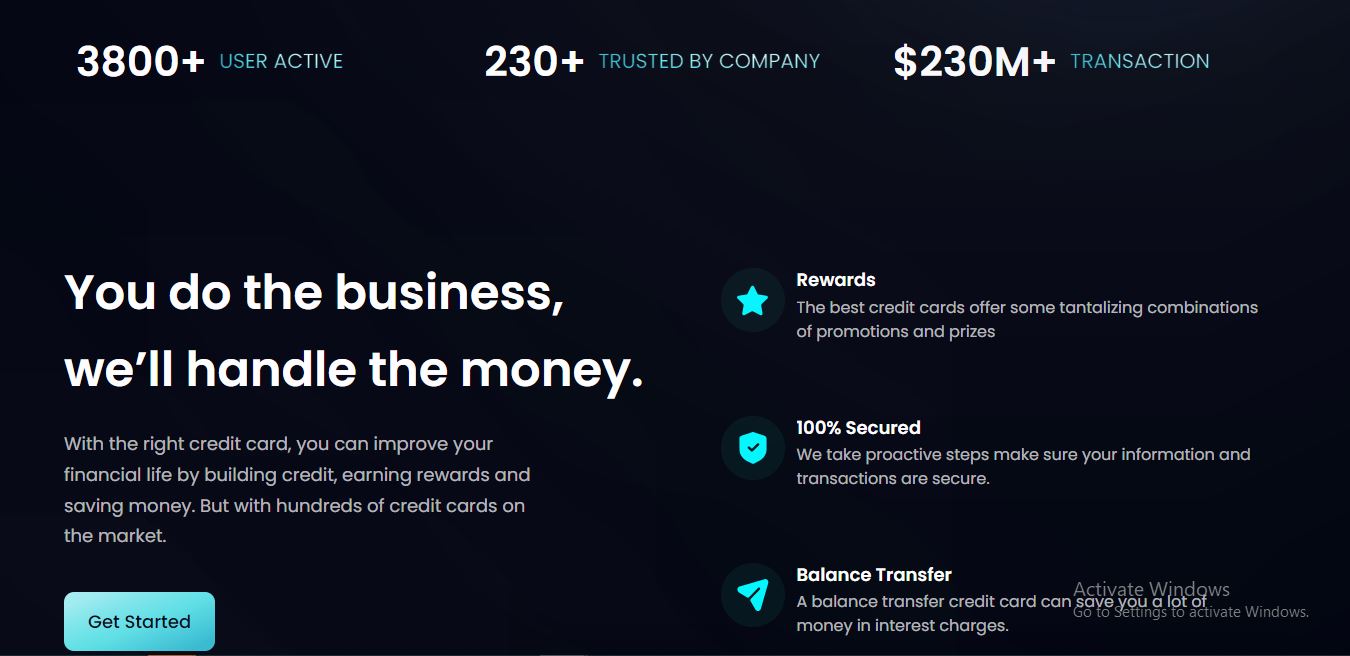 3800+ USER ACTIVE 230+ TRUSTED BY COMPANY $230M+ TRANSACTION
You do the business,
we’ll handle the money.
With the right credit card, you can improve your
financial life by building credit, earning rewards and
saving money. But with hundreds of credit cards on
the market.
Get Started
Rewards
The best credit cards offer some tantalizing combinations
of promotions and prizes
100% Secured
We take proactive steps make sure your information and
transactions are secure.
Balance Transfer
A balance transfer credit card can save you a lot of
money in interest charges.
Activate Windows
Go to Settings to activate Windows.